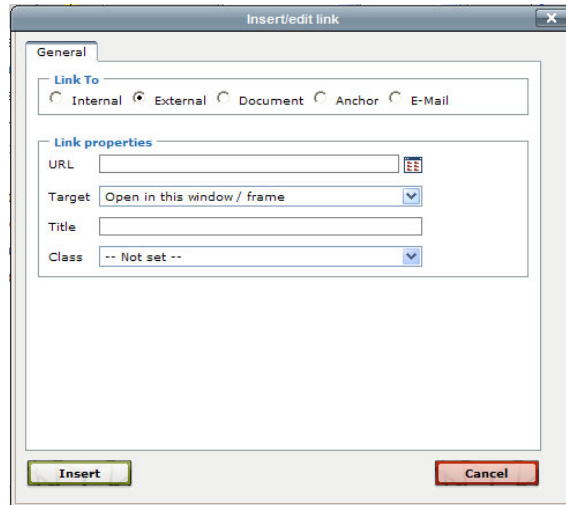 Insert/edit link
General
Link To
Internal External Document Anchor E-Mail
Link properties
URL
Target Open in this window / frame
Title
Class -- Not set --
Insert Cancel